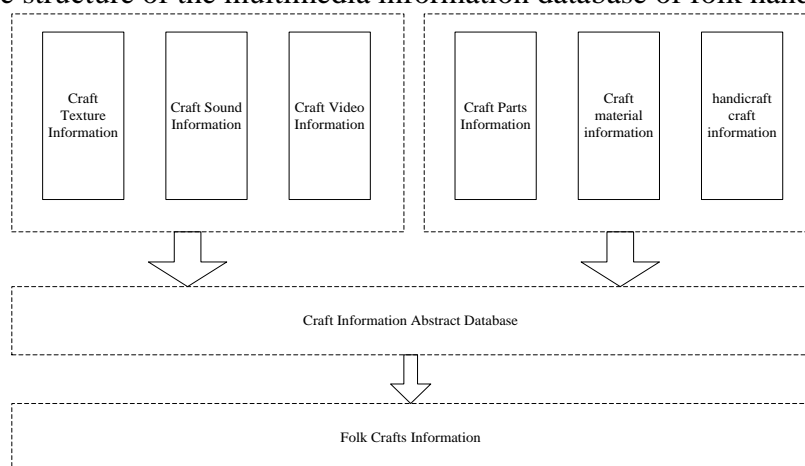 structure of the multimedia information database of folk
Craft
Texture
Information
Craft Sound
Information
Craft Video
Information
Craft Parts
Information
Craft
material
information
handicraft
craft
information
Craft Information Abstract Database
Folk Crafts Information